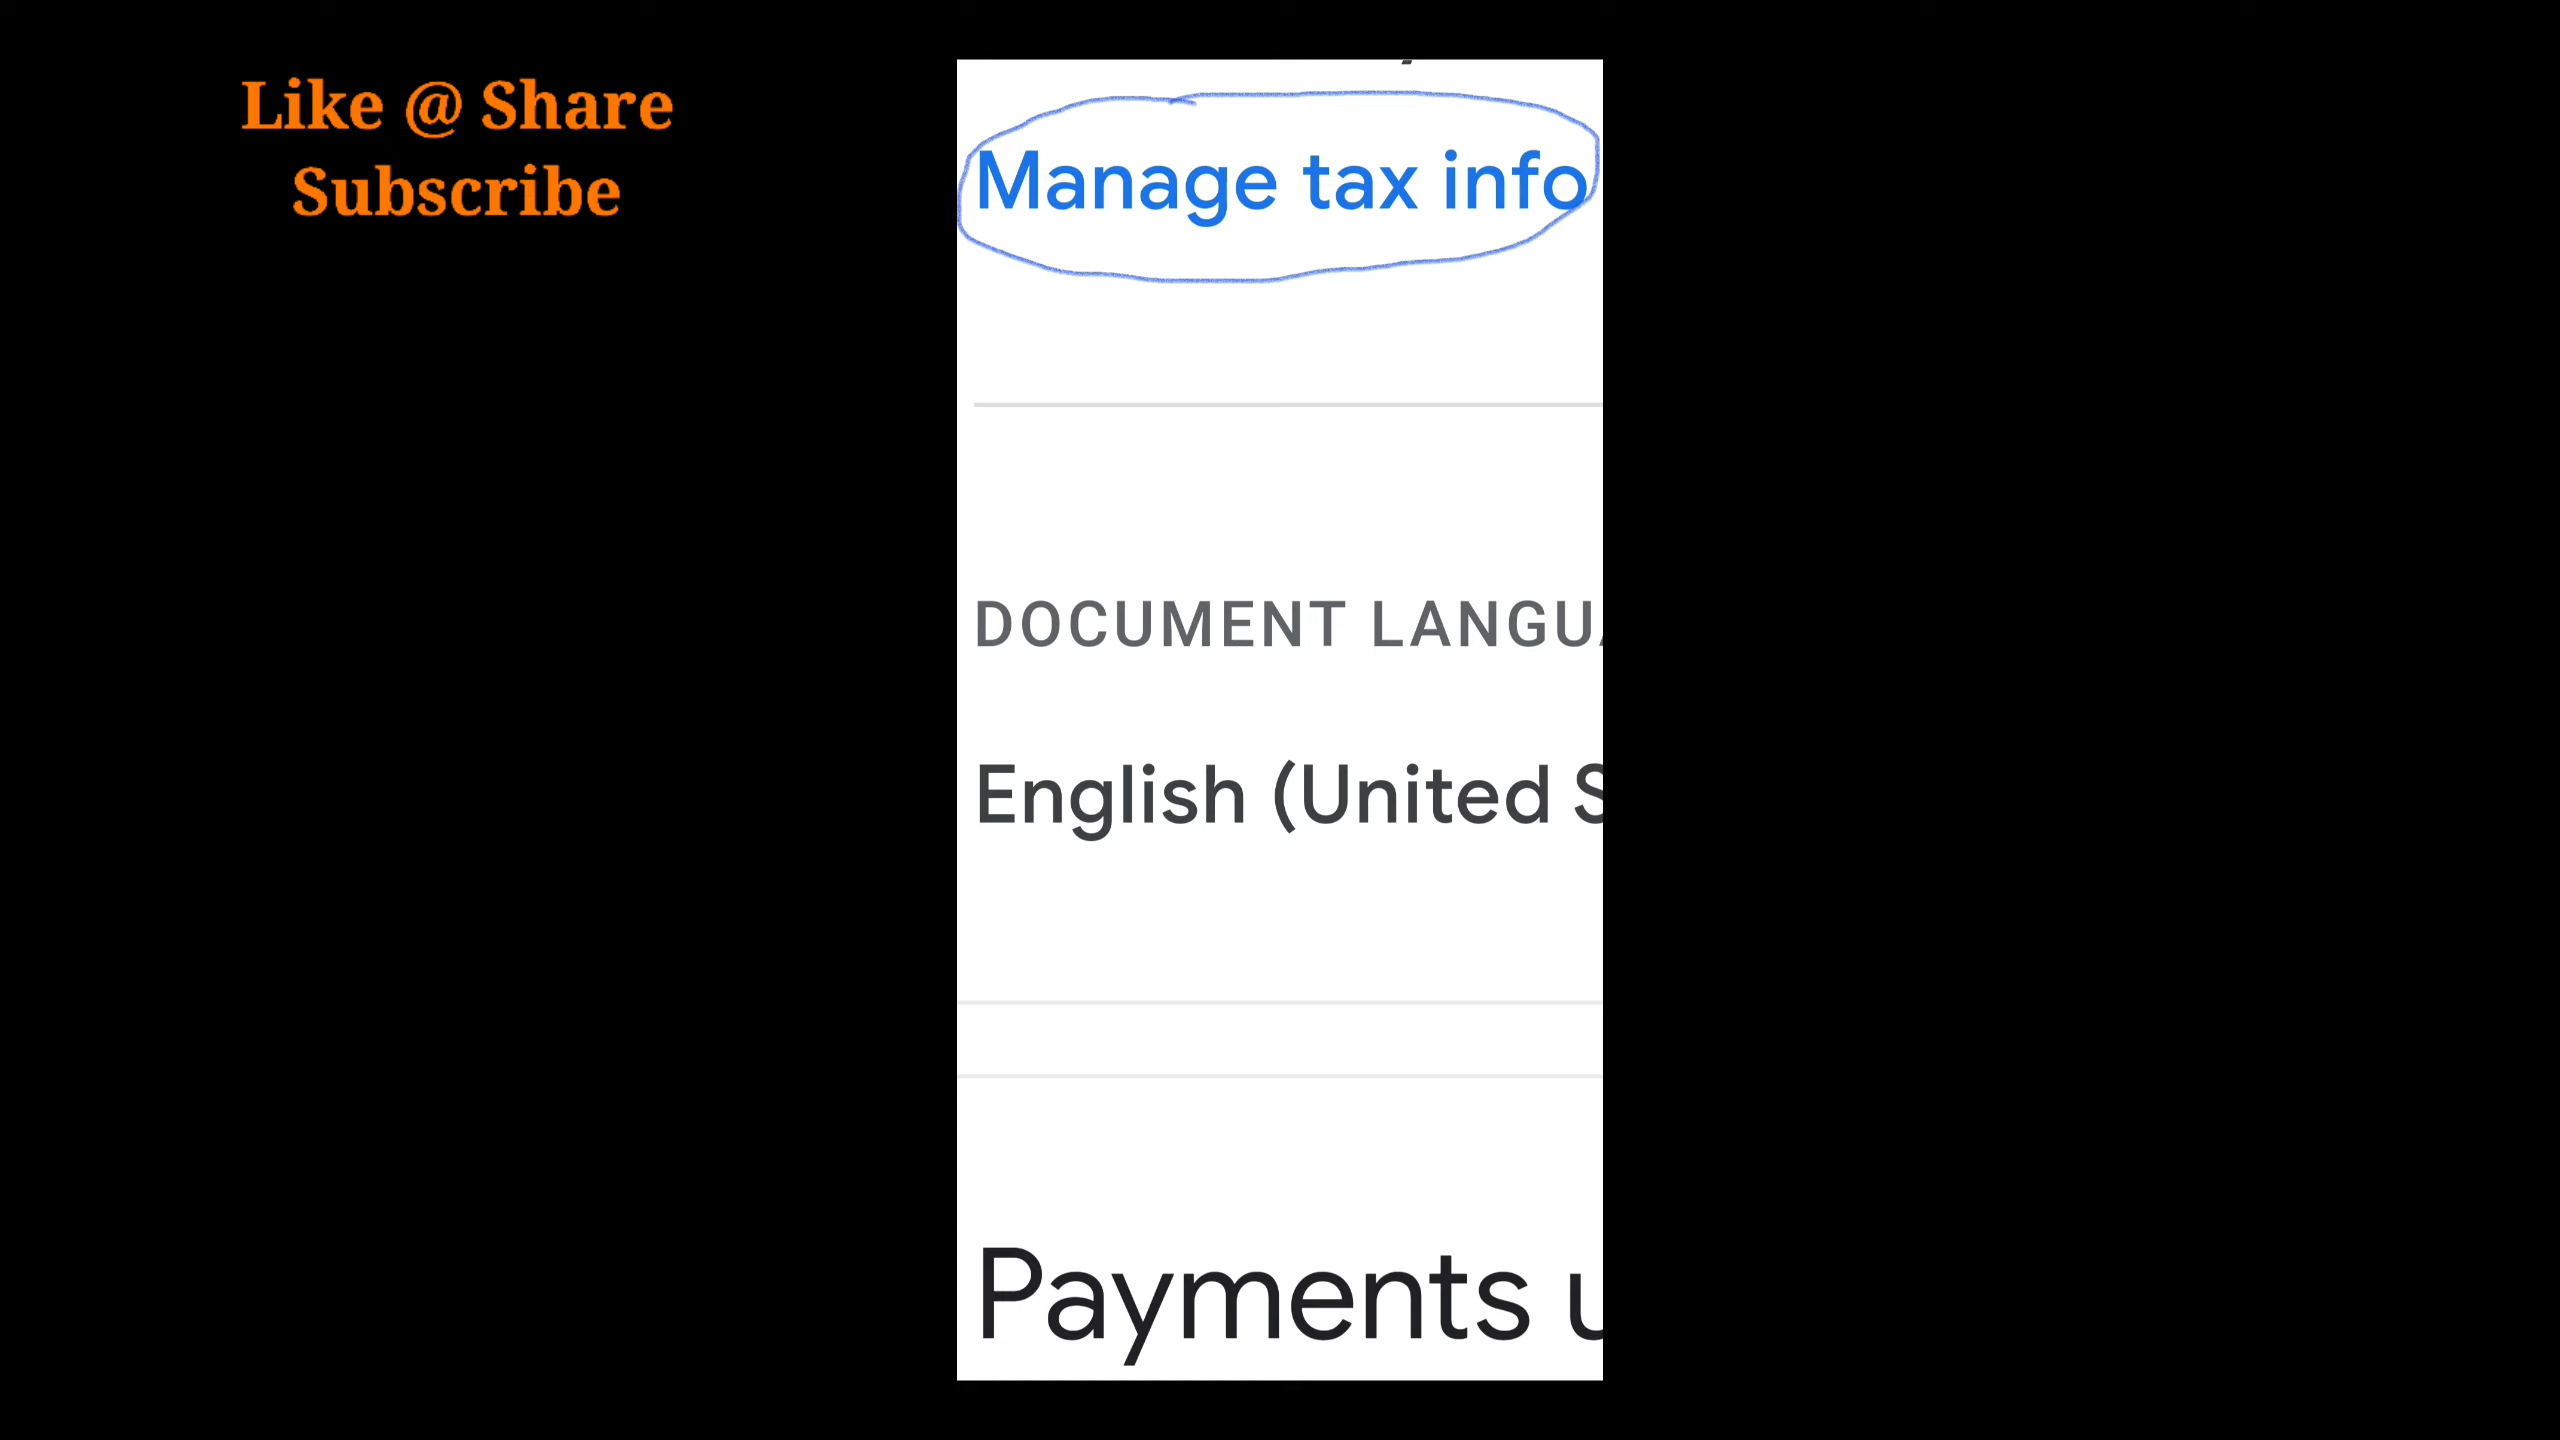 Like @ Share
Subscribe
Manage tax info
DOCUMENT LANGU
English (United S
Payments u